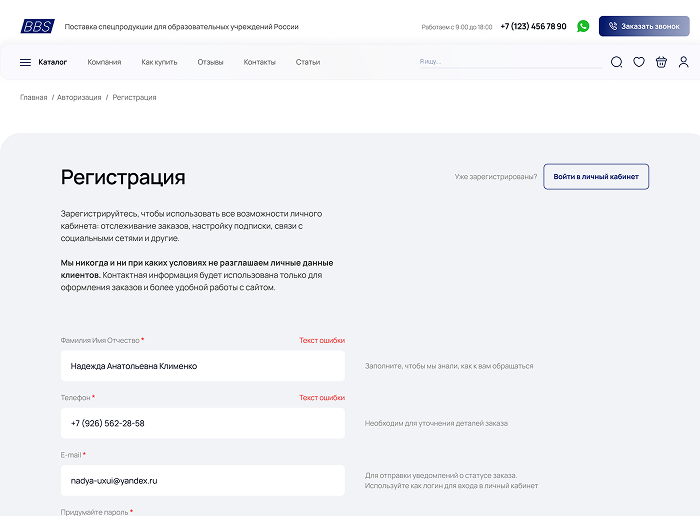 BBS
Поставка спецпродукции для образовательных учреждений России
Работаем с 9:00 до 18:00
+7 (123) 456 78 90
Заказать звонок
Каталог
Компания
Как купить
Отзывы
Контакты
Статьи
Я ищу...
Главная / Авторизация / Регистрация
Регистрация
Уже зарегистрированы?
Войти в личный кабинет
Зарегистрируйтесь, чтобы использовать все возможности личного
кабинета: отслеживание заказов, настройку подписки, связи с
социальными сетями и другие.
Мы никогда и ни при каких условиях не разглашаем личные данные
клиентов. Контактная информация будет использована только для
оформления заказов и более удобной работы с сайтом.
Фамилия Имя Отчество *
Текст ошибки
Надежда Анатольевна Клименко
Заполните, чтобы мы знали, как к вам обращаться
Телефон *
Текст ошибки
+7 (926) 562-28-58
Необходим для уточнения деталей заказа
E-mail *
nadya-uxui@yandex.ru
Для отправки уведомлений о статусе заказа.
Используйте как логин для входа в личный кабинет
Придумайте пароль *